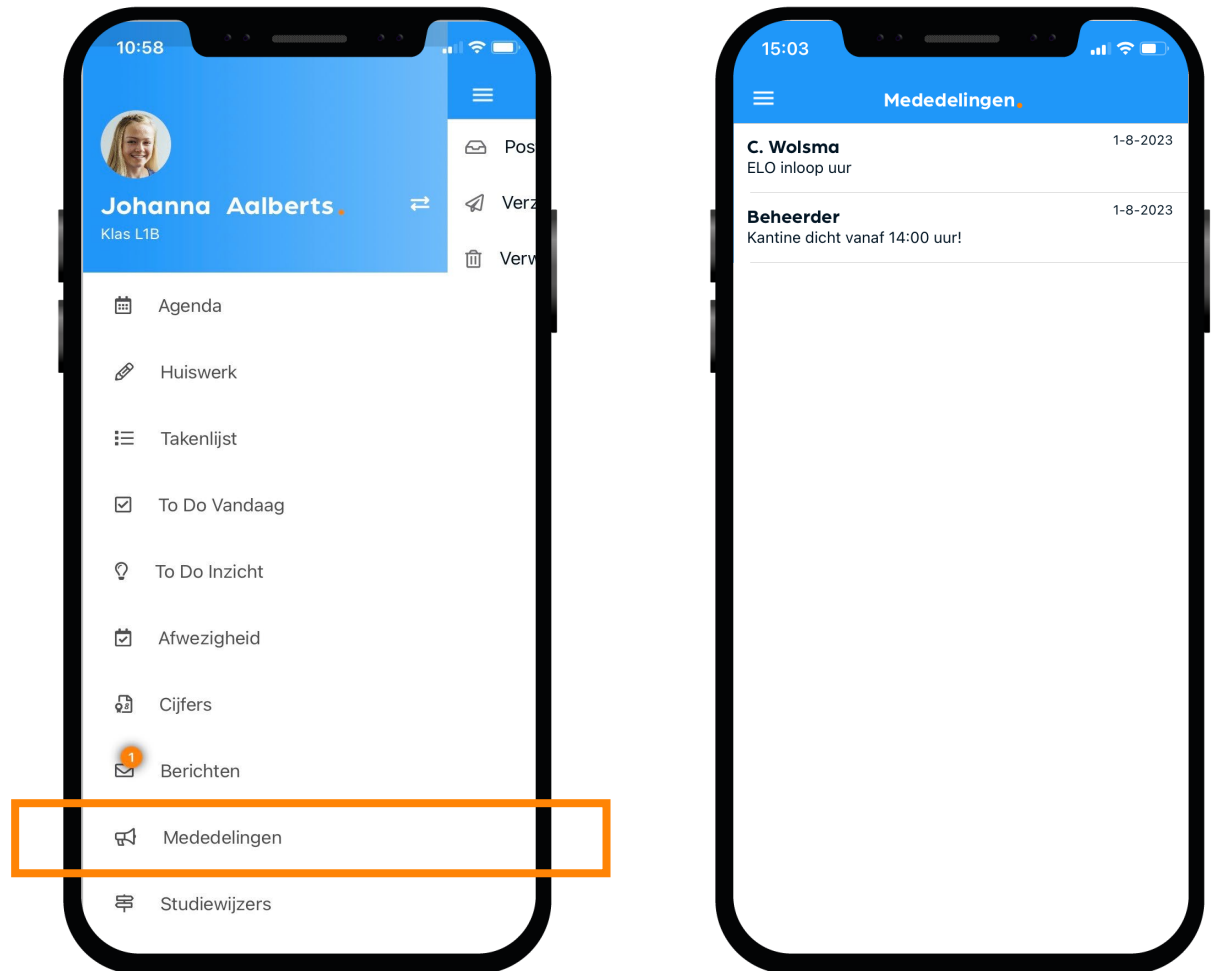 10:58
Johanna Aalberts.
Klas L1B
Agenda
Huiswerk
Takenlijst
To Do Vandaag
To Do Inzicht
Afwezigheid
8
Cijfers
1
Berichten
Mededelingen
Studiewijzers
Pos
Verz
Verw
15:03
Mededelingen.
C. Wolsma
1-8-2023
ELO inloop uur
Beheerder
1-8-2023
Kantine dicht vanaf 14:00 uur!